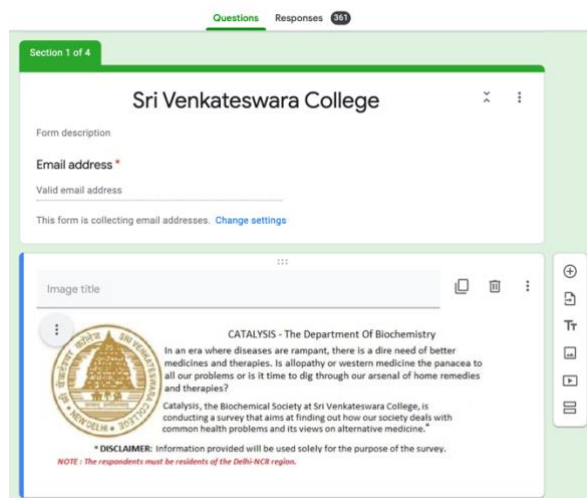 Questions Responses 361
Section 1 of 4
Sri Venkateswara College
Form description
Email address *
Valid email address
This form is collecting email addresses. Change settings
Image title
CATALYSIS - The Department Of Biochemistry
In an era where diseases are rampant, there is a dire need of better
medicines and therapies. Is allopathy or western medicine the panacea to
all our problems or is it time to dig through our arsenal of home remedies
and therapies?
Catalysis, the Biochemical Society at Sri Venkateswara College, is
conducting a survey that aims at finding out how our society deals with
common health problems and its views on alternative medicine."
* DISCLAIMER: Information provided will be used solely for the purpose of the survey.
NOTE : The respondents must be residents of the Delhi-NCR region.
SRI VENKATESWARA COLLEGE
NEW DELHI
Tт